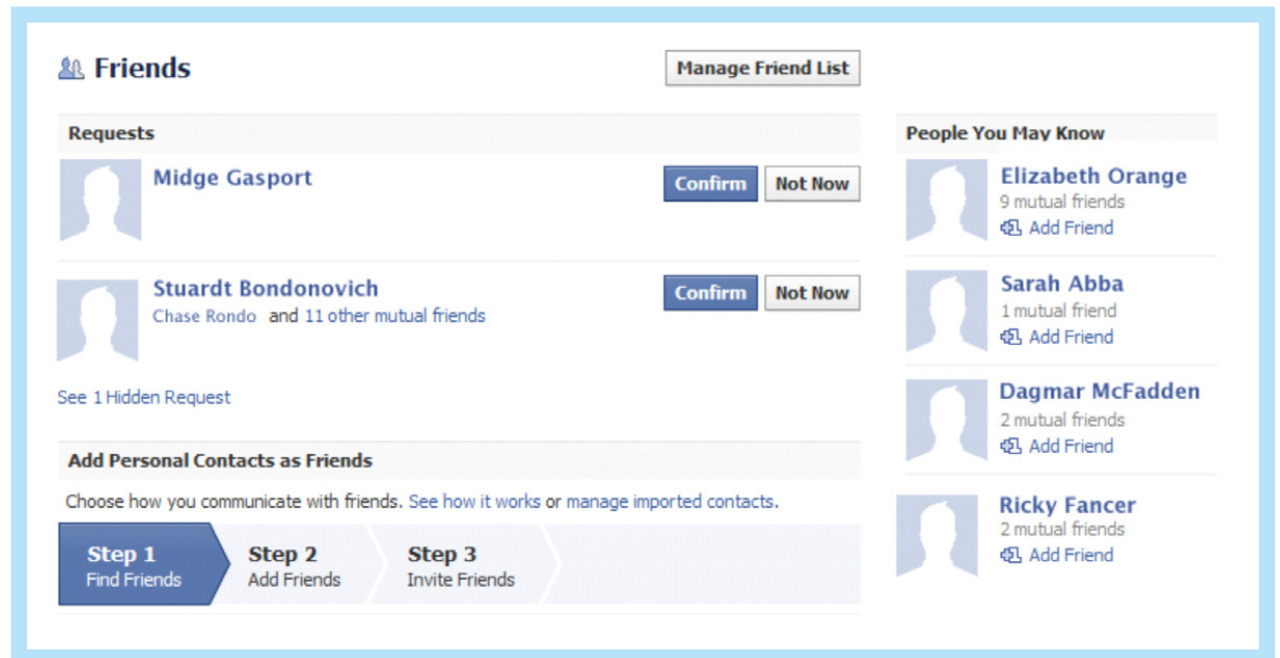 Friends
Manage Friend List
Requests
Midge Gasport
Confirm
Not Now
Stuardt Bondonovich
Chase Rondo and 11 other mutual friends
Confirm
Not Now
See 1 Hidden Request
Add Personal Contacts as Friends
Choose how you communicate with friends. See how it works or manage imported contacts.
Step 1
Find Friends
Step 2
Add Friends
Step 3
Invite Friends
People You May Know
Elizabeth Orange
9 mutual friends
Add Friend
Sarah Abba
1 mutual friend
Add Friend
Dagmar McFadden
2 mutual friends
Add Friend
Ricky Fancer
2 mutual friends
Add Friend